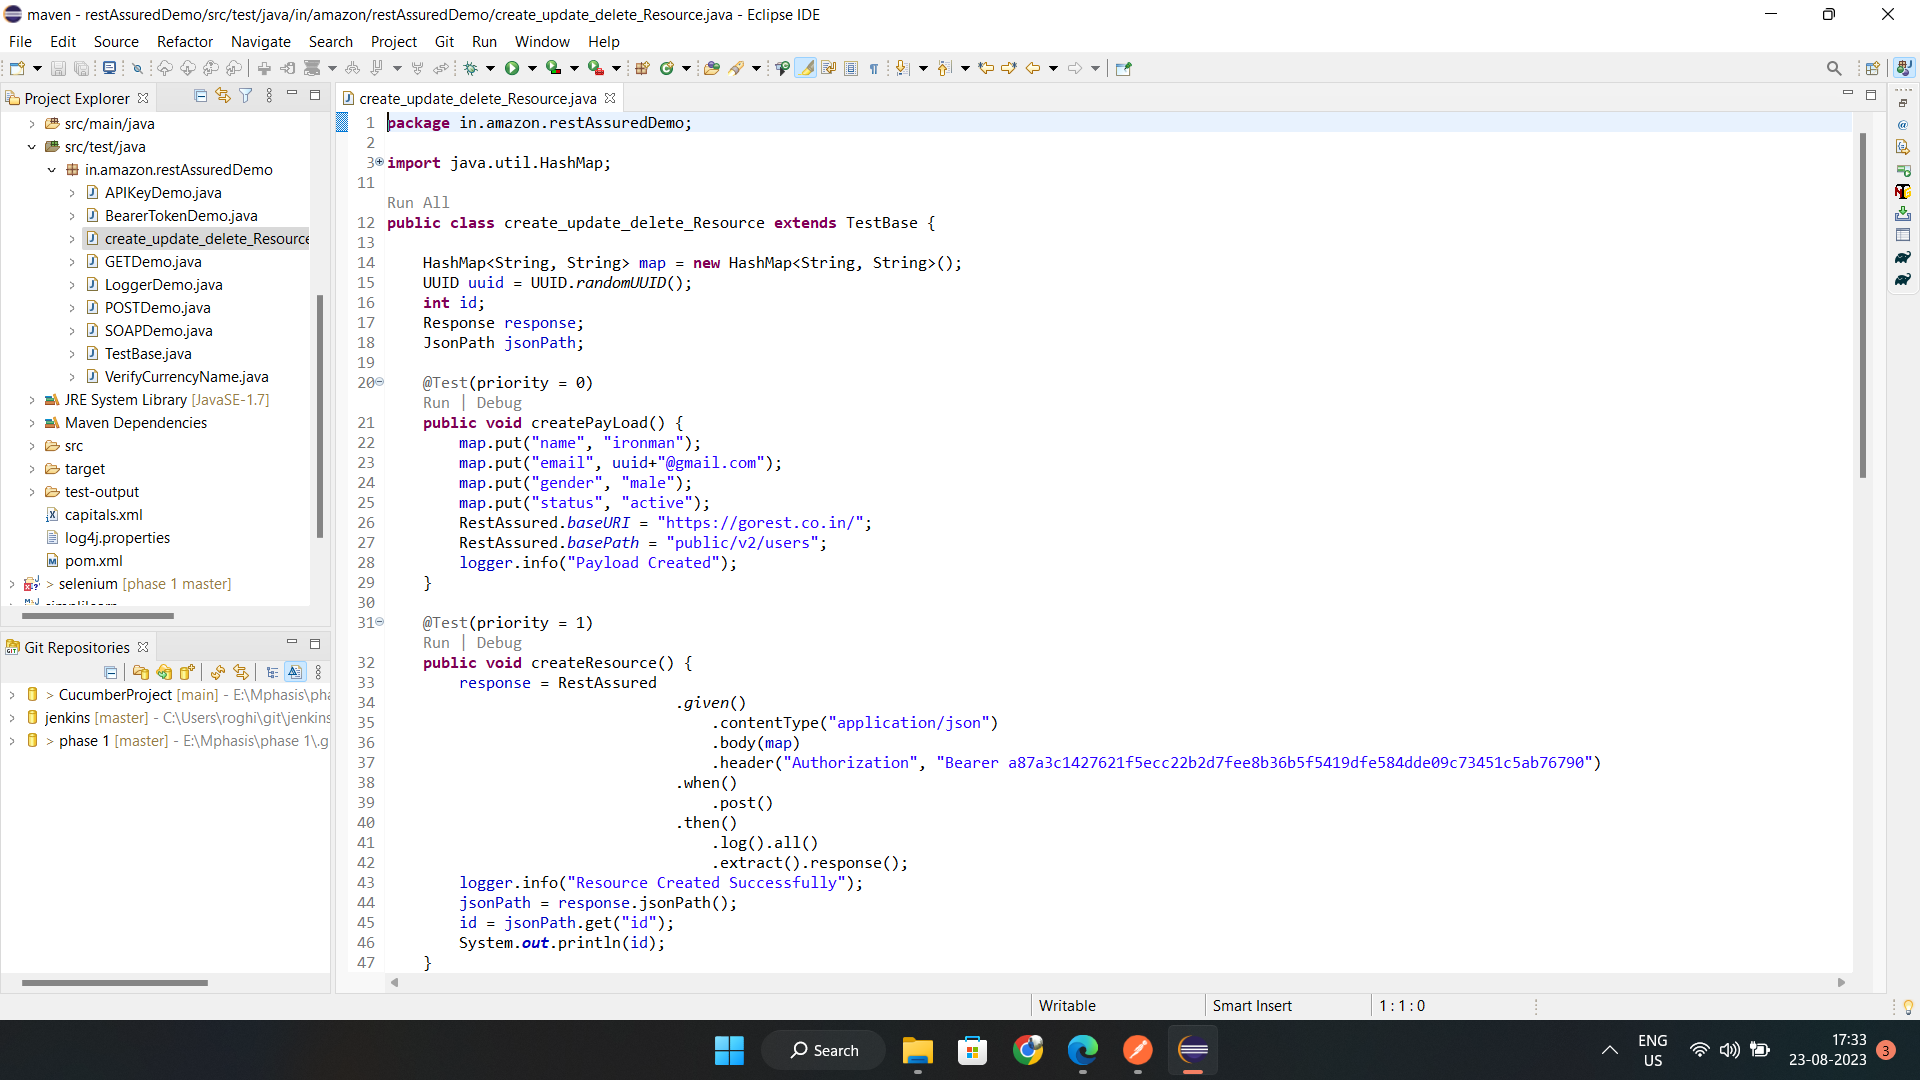 maven - restAssuredDemo/src/test/java/in/amazon/restAssuredDemo/create_update_delete_Resource.java - Eclipse IDE
File Edit Source Refactor Navigate Search Project Git Run Window Help
Project Explorer
src/main/java
src/test/java
in.amazon.restAssuredDemo
APIKeyDemo.java
BearerTokenDemo.java
create_update_delete_Resource
GETDemo.java
LoggerDemo.java
POSTDemo.java
SOAPDemo.java
TestBase.java
VerifyCurrencyName.java
JRE System Library [JavaSE-1.7]
Maven Dependencies
src
target
test-output
capitals.xml
log4j.properties
pom.xml
> selenium [phase 1 master]
Git Repositories
> CucumberProject [main] - E:\Mphasis\pha
jenkins [master] - C:\Users\roghi\git\jenkins
> phase 1 [master] - E:\Mphasis\phase 1\.g
create_update_delete_Resource.java
1 package in.amazon.restAssuredDemo;
2
3 import java.util.HashMap;
11
Run All
12 public class create_update_delete_Resource extends TestBase {
13
14 HashMap<String, String> map = new HashMap<String, String>();
15 UUID uuid = UUID.randomUUID();
16 int id;
17 Response response;
18 JsonPath jsonPath;
19
20 @Test(priority = 0)
Run | Debug
21 public void createPayLoad() {
22 map.put("name", "ironman");
23 map.put("email", uuid+"@gmail.com");
24 map.put("gender", "male");
25 map.put("status", "active");
26 RestAssured.baseURI = "https://gorest.co.in/";
27 RestAssured.basePath = "public/v2/users";
28 logger.info("Payload Created");
29 }
30
31 @Test(priority = 1)
Run | Debug
32 public void createResource() {
33 response = RestAssured
34 .given()
35 .contentType("application/json")
36 .body(map)
37 .header("Authorization", "Bearer a87a3c1427621f5ecc22b2d7fee8b36b5f5419dfe584dde09c73451c5ab76790")
38 .when()
39 .post()
40 .then()
41 .log().all()
42 .extract().response();
43 logger.info("Resource Created Successfully");
44 jsonPath = response.jsonPath();
45 id = jsonPath.get("id");
46 System.out.println(id);
47 }
Writable Smart Insert 1 : 1 : 0
Search
ENG
US
17:33
23-08-2023
3